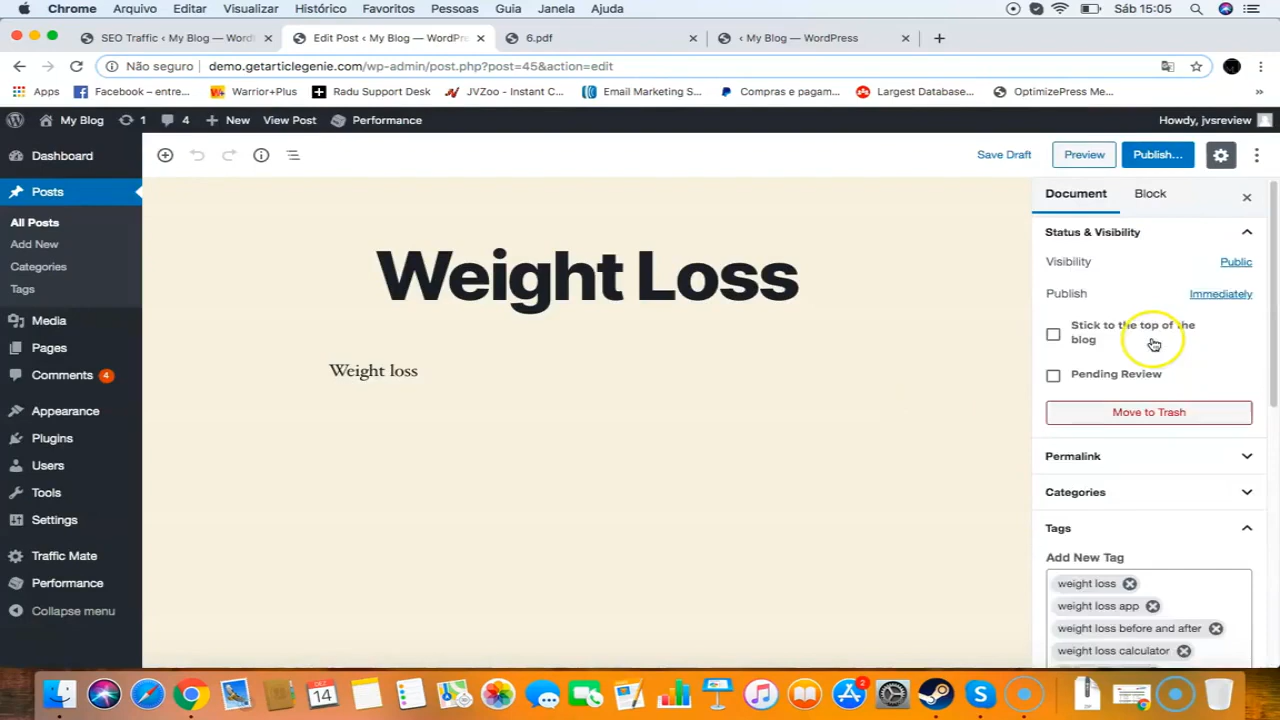 Chrome Arquivo Editar Visualizar Histórico Favoritos Pessoas Guia Janela Ajuda Sáb 15:05
SEO Traffic ‹ My Blog — Word Edit Post ‹ My Blog — WordPre 6.pdf ‹ My Blog — WordPress
Não seguro demo.getarticlegenie.com/wp-admin/post.php?post=45&action=edit
Apps Facebook – entre... Warrior+Plus Radu Support Desk JVZoo - Instant C... Email Marketing S... Compras e pagam... Largest Database... OptimizePress Me... »
My Blog 1 4 New View Post Performance Howdy, jvsreview
Dashboard
Save Draft Preview Publish...
Posts
All Posts
Add New
Categories
Tags
Media
Pages
Comments 4
Appearance
Plugins
Users
Tools
Settings
Traffic Mate
Performance
Collapse menu
Weight Loss
Weight loss
Document Block
Status & Visibility
Visibility Public
Publish Immediately
Stick to the top of the
blog
Pending Review
Move to Trash
Permalink
Categories
Tags
Add New Tag
weight loss
weight loss app
weight loss before and after
weight loss calculator
DEZ
14
2